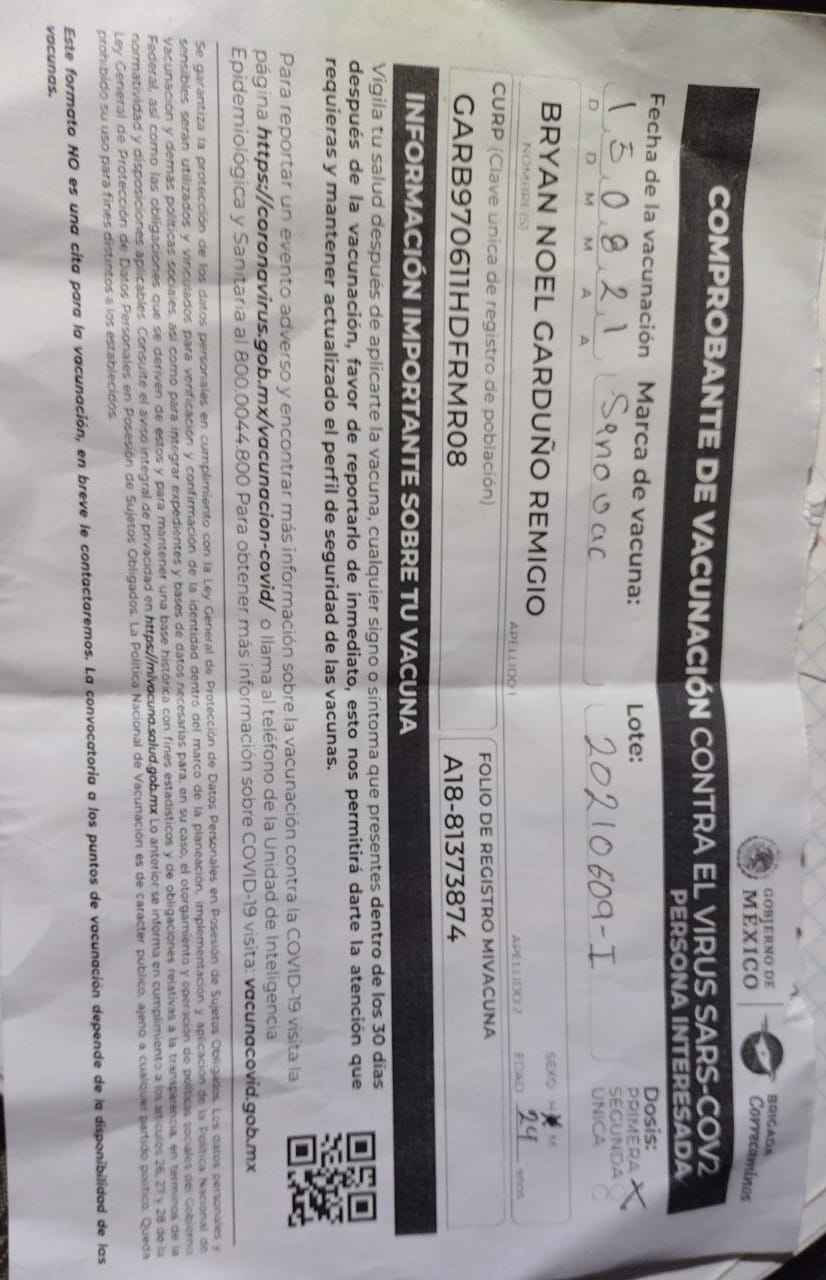 GOBIERNO DE
MÉXICO
BRIGADA
Correcaminos
COMPROBANTE DE VACUNACIÓN CONTRA EL VIRUS SARS-COV2
PERSONA INTERESADA
Fecha de la vacunación Marca de vacuna: Lote: Dosis:
1 5 0 8 2 1 Sinovac 20210609-I PRIMERA X
D D M M A A SEGUNDA
UNICA
BRYAN NOEL GARDUÑO REMIGIO SEXO H X M
NOMBRE(S) APELLIDO 1 APELLIDO 2 EDAD 24 años
CURP (Clave unica de registro de población) FOLIO DE REGISTRO MIVACUNA
GARB970611HDFRMR08 A18-81373874
INFORMACIÓN IMPORTANTE SOBRE TU VACUNA
Vigila tu salud después de aplicarte la vacuna, cualquier signo o síntoma que presentes dentro de los 30 días
después de la vacunación, favor de reportarlo de inmediato, esto nos permitirá darte la atención que
requieras y mantener actualizado el perfil de seguridad de las vacunas.
Para reportar un evento adverso y encontrar más información sobre la vacunación contra la COVID-19 visita la
página https://coronavirus.gob.mx/vacunacion-covid/ o llama al teléfono de la Unidad de Inteligencia
Epidemiológica y Sanitaria al 800.0044.800 Para obtener más información sobre COVID-19 visita: vacunacovid.gob.mx
Se garantiza la protección de los datos personales en cumplimiento con la Ley General de Protección de Datos Personales en Posesión de Sujetos Obligados. Los datos personales y
sensibles serán utilizados y vinculados para verificación y confirmación de la identidad dentro del marco de la planeación, implementación y aplicación de la Política Nacional de
vacunación y demás políticas sociales, así como para integrar expedientes y bases de datos necesarias para, en su caso, el otorgamiento y operación de políticas sociales del Gobierno
Federal, así como las obligaciones que se deriven de estos y para mantener una base histórica con fines estadísticos y de obligaciones relativas a la transparencia, en términos de la
normatividad y disposiciones aplicables. Consulte el aviso integral de privacidad en https://mivacuna.salud.gob.mx Lo anterior se informa en cumplimiento a los artículos 26, 27 y 28 de la
Ley General de Protección de Datos Personales en Posesión de Sujetos Obligados. La Política Nacional de Vacunación es de carácter público, ajeno a cualquier partido político. Queda
prohibido su uso para fines distintos a los establecidos.
Este formato NO es una cita para la vacunación, en breve le contactaremos. La convocatoria a los puntos de vacunación depende de la disponibilidad de las
vacunas.